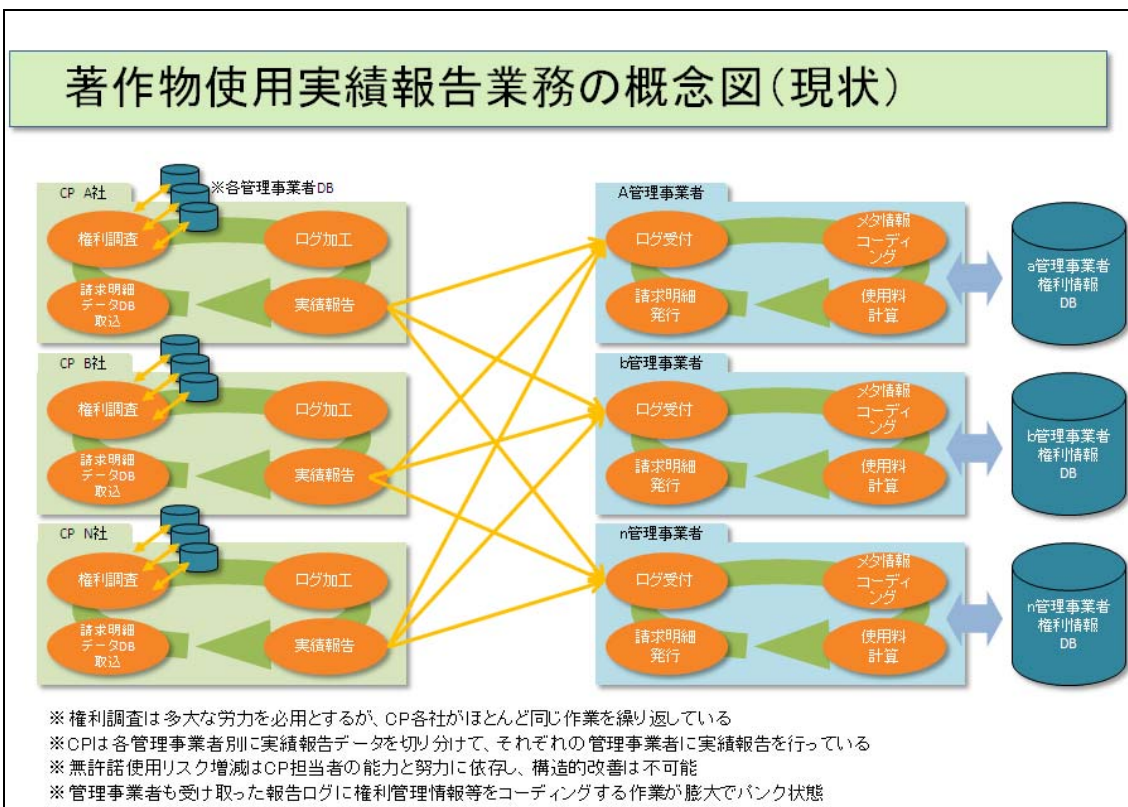 著作物使用実績報告業務の概念図(現状)
CP A社
※各管理事業者DB
権利調査
ログ加工
請求明細
データDB
取込
実績報告
CP B社
権利調査
ログ加工
請求明細
データDB
取込
実績報告
CP N社
権利調査
ログ加工
請求明細
データDB
取込
実績報告
A管理事業者
ログ受付
メタ情報
コーディ
ング
請求明細
発行
使用料
計算
a管理事業者
権利情報
DB
b管理事業者
ログ受付
メタ情報
コーディ
ング
請求明細
発行
使用料
計算
b管理事業者
権利情報
DB
n管理事業者
ログ受付
メタ情報
コーディ
ング
請求明細
発行
使用料
計算
n管理事業者
権利情報
DB
※権利調査は多大な労力を必用とするが、CP各社がほとんど同じ作業を繰り返している
※CPは各管理事業者別に実績報告データを切り分けて、それぞれの管理事業者に実績報告を行っている
※無許諾使用リスク増減はCP担当者の能力と努力に依存し、構造的改善は不可能
※管理事業者も受け取った報告ログに権利管理情報等をコーディングする作業が膨大でパンク状態